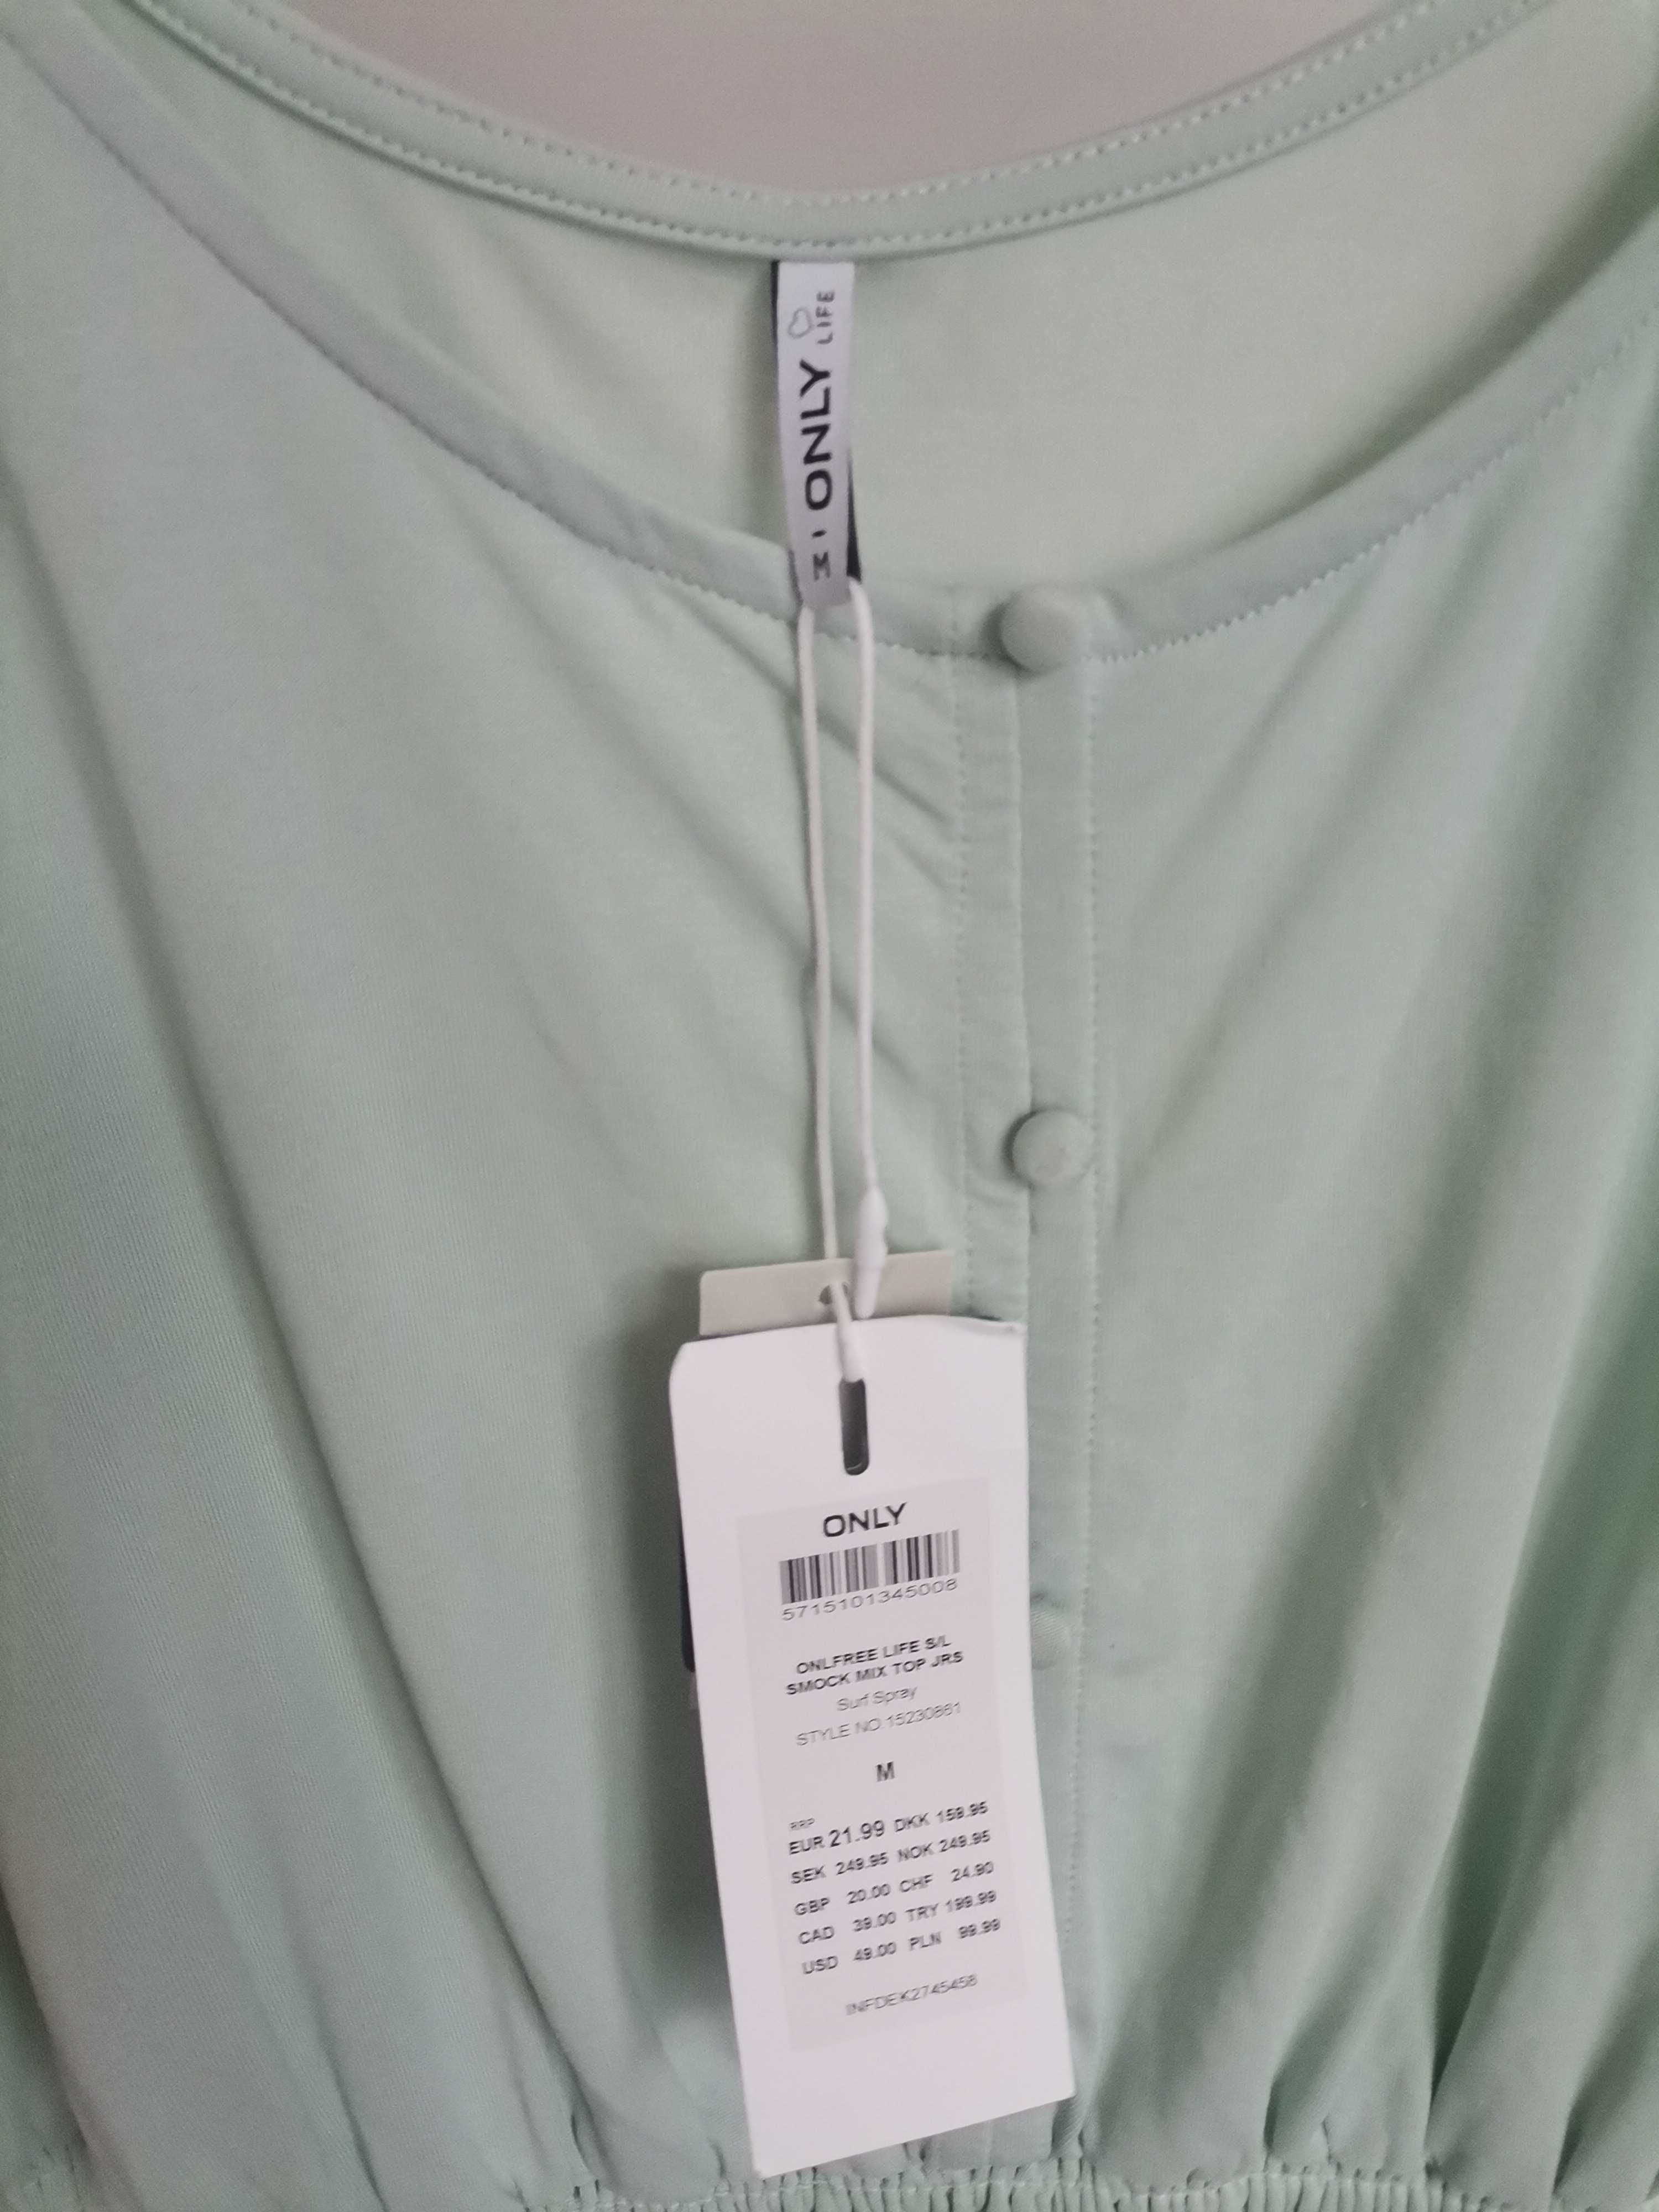 M | ONLY LIFE
ONLY
5715101345008
ONLFREE LIFE S/L
SMOCK MIX TOP JRS
Surf Spray
STYLE NO:15230861
M
RRP
EUR 21.99 DKK 159.95
SEK 249.95 NOK 249.95
GBP 20.00 CHF 24.90
CAD 39.00 TRY 199.99
USD 49.00 PLN 99.99
INFDEK2745458